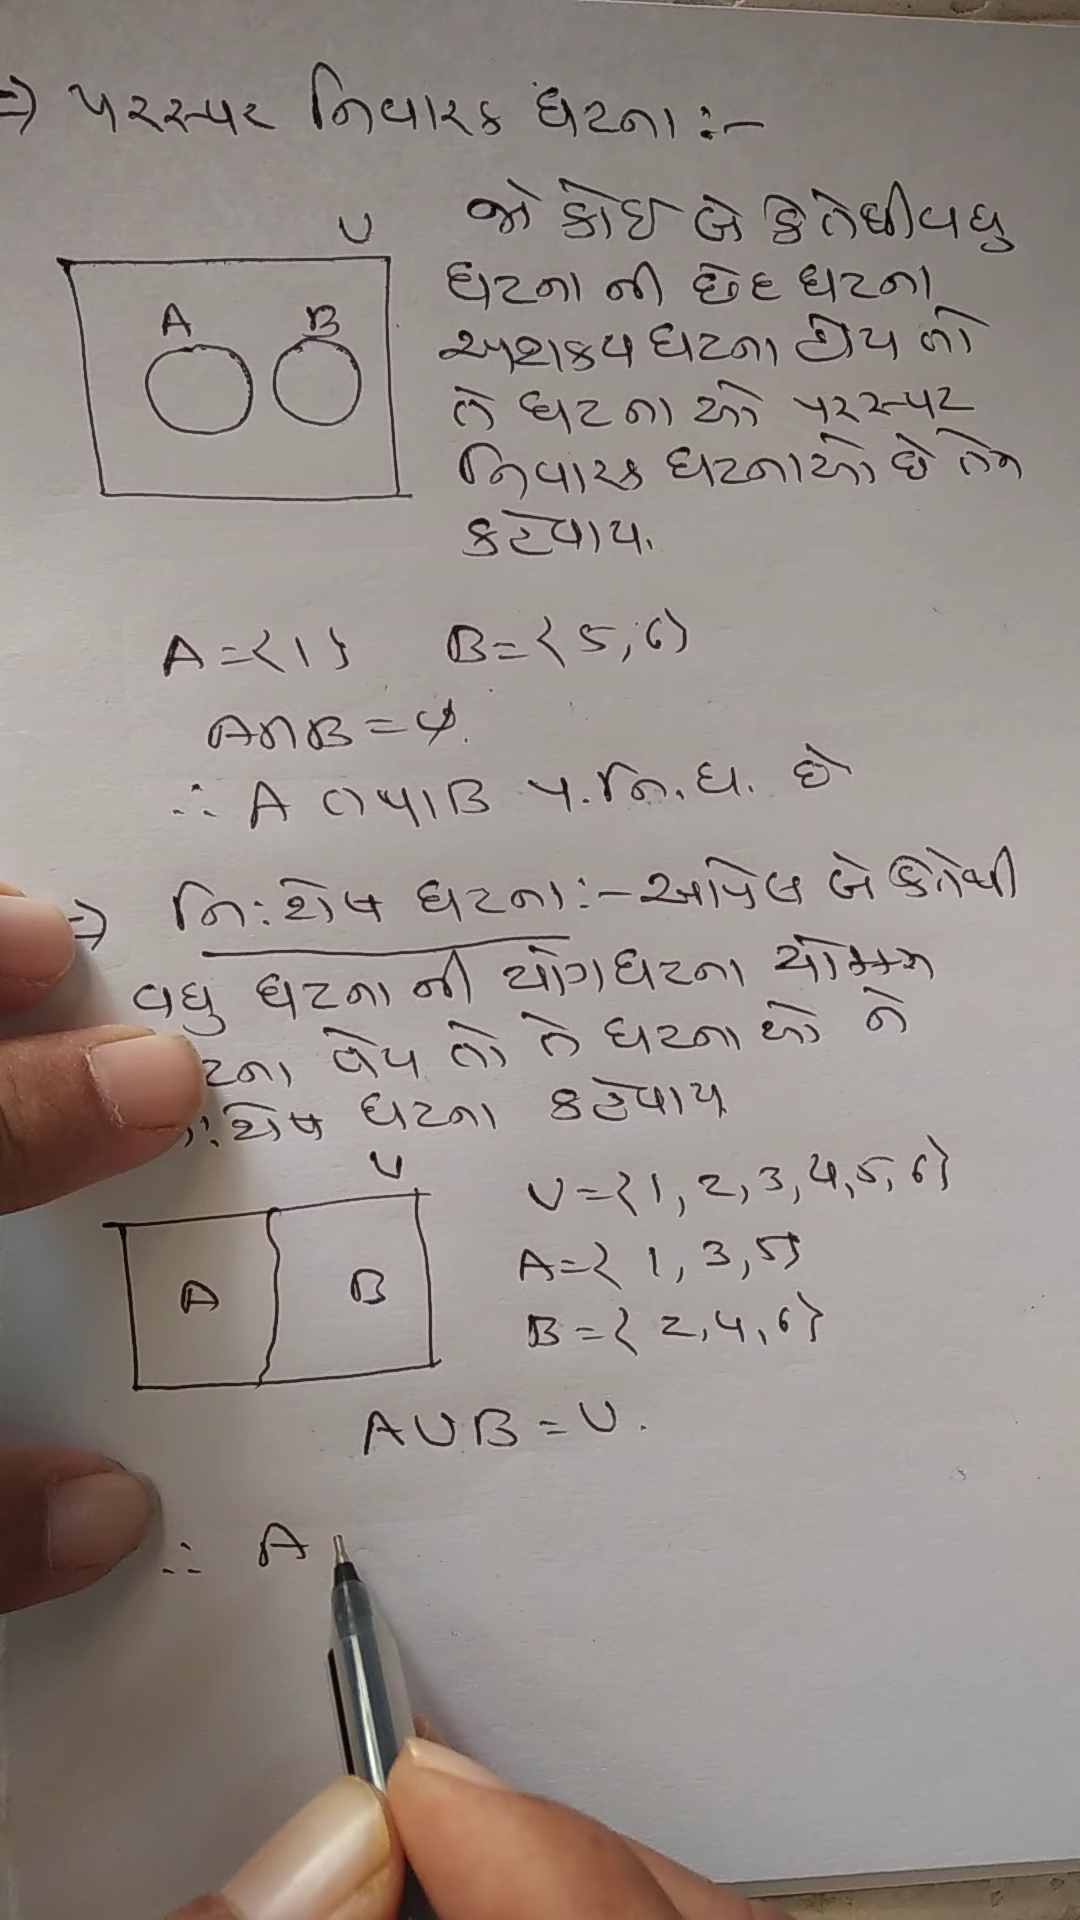 ⇒ પરસ્પર નિવારક ઘટના :-
જો કોઈ બે કે તેથી વધુ
ઘટના ની છેદ ઘટના
અશક્ય ઘટના હોય તો
તે ઘટના ઓ પરસ્પર
નિવારક ઘટનાઓ છે તેમ
કહેવાય.
U
A B
A = {1} B = {5, 6}
A∩B = φ.
∴ A તથા B પ. નિ. ઘ. છે
⇒ નિ:શેષ ઘટના :- આપેલ બે કે તેથી
વધુ ઘટના ની યોગઘટના
ટના હોય તો તે ઘટના ઓ ને
:શેષ ઘટના કહેવાય
U
A B
U = {1, 2, 3, 4, 5, 6}
A = {1, 3, 5}
B = {2, 4, 6}
A∪B = U.
∴ A